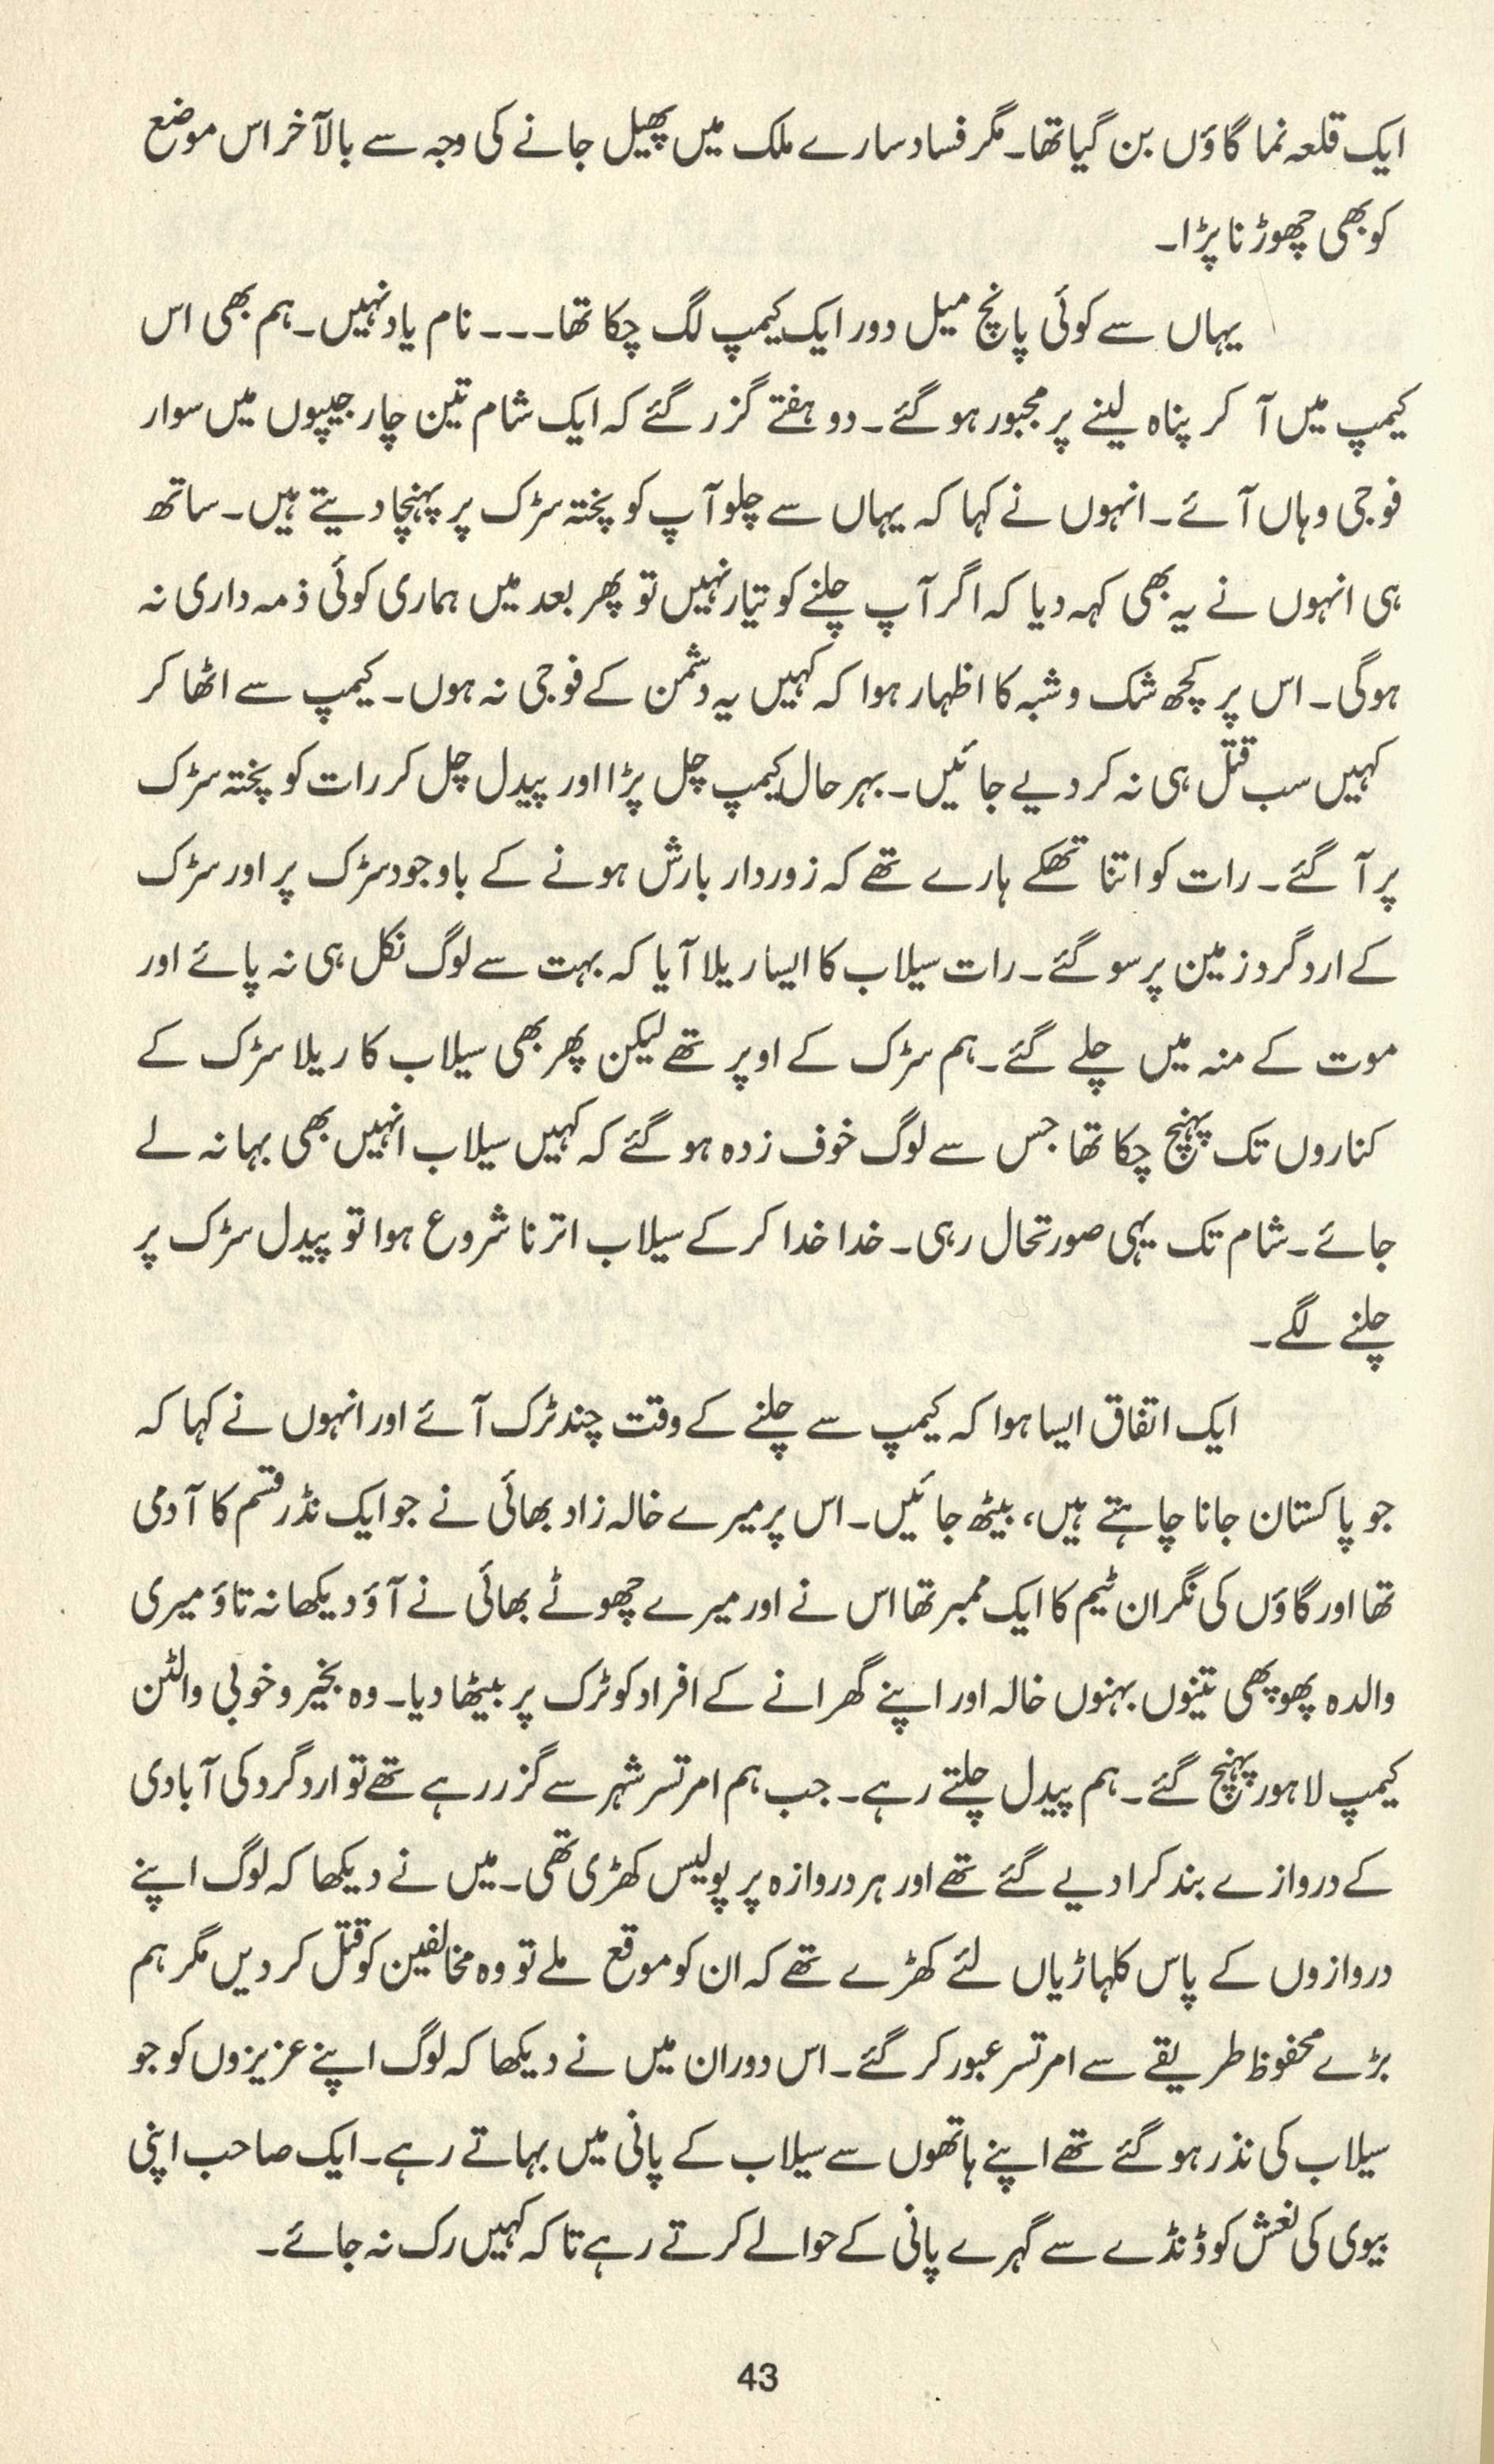 ایک قلعہ نما گاؤں بن گیا تھا۔ مگر فساد سارے ملک میں پھیل جانے کی وجہ سے بالآخر اس موضع
کو بھی چھوڑنا پڑا۔
یہاں سے کوئی پانچ میل دور ایک کیمپ لگ چکا تھا۔۔۔ نام یاد نہیں۔ ہم بھی اس
کیمپ میں آ کر پناہ لینے پر مجبور ہو گئے۔ دو ہفتے گزر گئے کہ ایک شام تین چار جیپوں میں سوار
فوجی وہاں آئے۔ انہوں نے کہا کہ یہاں سے چلو آپ کو پختہ سڑک پر پہنچا دیتے ہیں۔ ساتھ
ہی انہوں نے یہ بھی کہہ دیا کہ اگر آپ چلنے کو تیار نہیں تو پھر بعد میں ہماری کوئی ذمہ داری نہ
ہوگی۔ اس پر کچھ شک و شبہ کا اظہار ہوا کہ کہیں یہ دشمن کے فوجی نہ ہوں۔ کیمپ سے اٹھا کر
کہیں سب قتل ہی نہ کر دیے جائیں۔ بہر حال کیمپ چل پڑا اور پیدل چل کر رات کو پختہ سڑک
پر آ گئے۔ رات کو اتنا تھکے ہارے تھے کہ زوردار بارش ہونے کے باوجود سڑک پر اور سڑک
کے ارد گرد زمین پر سو گئے۔ رات سیلاب کا ایسا ریلا آیا کہ بہت سے لوگ نکل ہی نہ پائے اور
موت کے منہ میں چلے گئے۔ ہم سڑک کے اوپر تھے لیکن پھر بھی سیلاب کا ریلا سڑک کے
کناروں تک پہنچ چکا تھا جس سے لوگ خوف زدہ ہو گئے کہ کہیں سیلاب انہیں بھی بہا نہ لے
جائے۔ شام تک یہی صورتحال رہی۔ خدا خدا کر کے سیلاب اترنا شروع ہوا تو پیدل سڑک پر
چلنے لگے۔
ایک اتفاق ایسا ہوا کہ کیمپ سے چلنے کے وقت چند ٹرک آئے اور انہوں نے کہا کہ
جو پاکستان جانا چاہتے ہیں، بیٹھ جائیں۔ اس پر میرے خالہ زاد بھائی نے جو ایک نڈر قسم کا آدمی
تھا اور گاؤں کی نگران ٹیم کا ایک ممبر تھا اس نے اور میرے چھوٹے بھائی نے آؤ دیکھا نہ تاؤ میری
والدہ پھوپھی تینوں بہنوں خالہ اور اپنے گھرانے کے افراد کو ٹرک پر بیٹھا دیا۔ وہ بخیر و خوبی والٹن
کیمپ لاہور پہنچ گئے۔ ہم پیدل چلتے رہے۔ جب ہم امرتسر شہر سے گزر رہے تھے تو ارد گرد کی آبادی
کے دروازے بند کرا دیے گئے تھے اور ہر دروازہ پر پولیس کھڑی تھی۔ میں نے دیکھا کہ لوگ اپنے
دروازوں کے پاس کلہاڑیاں لئے کھڑے تھے کہ ان کو موقع ملے تو وہ مخالفین کو قتل کر دیں مگر ہم
بڑے محفوظ طریقے سے امرتسر عبور کر گئے۔ اس دوران میں نے دیکھا کہ لوگ اپنے عزیزوں کو جو
سیلاب کی نذر ہو گئے تھے اپنے ہاتھوں سے سیلاب کے پانی میں بہاتے رہے۔ ایک صاحب اپنی
بیوی کی نعش کو ڈنڈے سے گہرے پانی کے حوالے کرتے رہے تا کہ کہیں رک نہ جائے۔
43